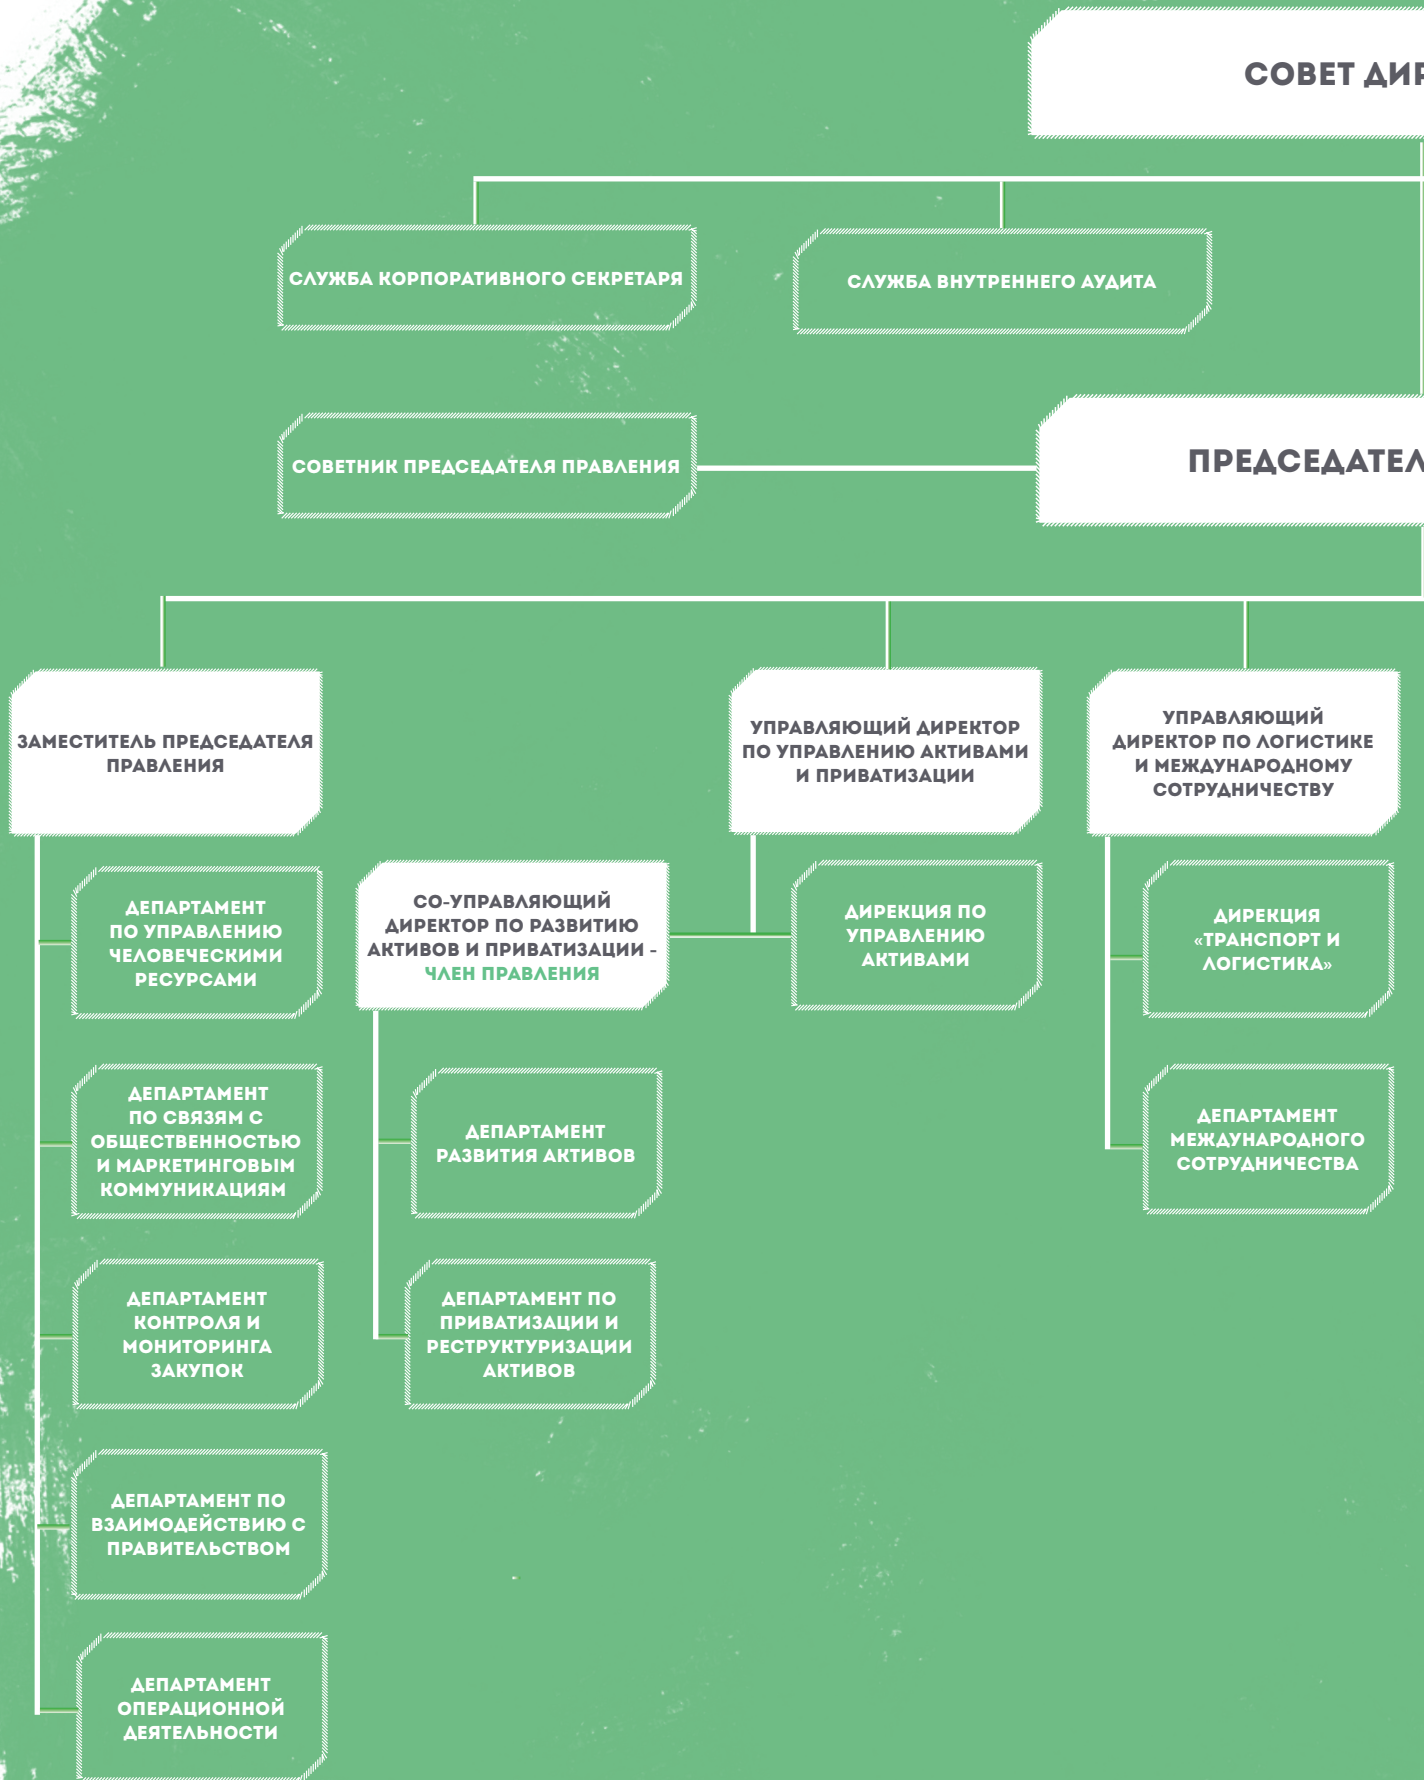 СОВЕТ ДИР
СЛУЖБА КОРПОРАТИВНОГО СЕКРЕТАРЯ
СЛУЖБА ВНУТРЕННЕГО АУДИТА
СОВЕТНИК ПРЕДСЕДАТЕЛЯ ПРАВЛЕНИЯ
ПРЕДСЕДАТЕЛ
ЗАМЕСТИТЕЛЬ ПРЕДСЕДАТЕЛЯ
ПРАВЛЕНИЯ
ДЕПАРТАМЕНТ
ПО УПРАВЛЕНИЮ
ЧЕЛОВЕЧЕСКИМИ
РЕСУРСАМИ
ДЕПАРТАМЕНТ
ПО СВЯЗЯМ С
ОБЩЕСТВЕННОСТЬЮ
И МАРКЕТИНГОВЫМ
КОММУНИКАЦИЯМ
ДЕПАРТАМЕНТ
КОНТРОЛЯ И
МОНИТОРИНГА
ЗАКУПОК
ДЕПАРТАМЕНТ ПО
ВЗАИМОДЕЙСТВИЮ С
ПРАВИТЕЛЬСТВОМ
ДЕПАРТАМЕНТ
ОПЕРАЦИОННОЙ
ДЕЯТЕЛЬНОСТИ
СО-УПРАВЛЯЮЩИЙ
ДИРЕКТОР ПО РАЗВИТИЮ
АКТИВОВ И ПРИВАТИЗАЦИИ -
ЧЛЕН ПРАВЛЕНИЯ
ДЕПАРТАМЕНТ
РАЗВИТИЯ АКТИВОВ
ДЕПАРТАМЕНТ ПО
ПРИВАТИЗАЦИИ И
РЕСТРУКТУРИЗАЦИИ
АКТИВОВ
УПРАВЛЯЮЩИЙ ДИРЕКТОР
ПО УПРАВЛЕНИЮ АКТИВАМИ
И ПРИВАТИЗАЦИИ
ДИРЕКЦИЯ ПО
УПРАВЛЕНИЮ
АКТИВАМИ
УПРАВЛЯЮЩИЙ
ДИРЕКТОР ПО ЛОГИСТИКЕ
И МЕЖДУНАРОДНОМУ
СОТРУДНИЧЕСТВУ
ДИРЕКЦИЯ
«ТРАНСПОРТ И
ЛОГИСТИКА»
ДЕПАРТАМЕНТ
МЕЖДУНАРОДНОГО
СОТРУДНИЧЕСТВА